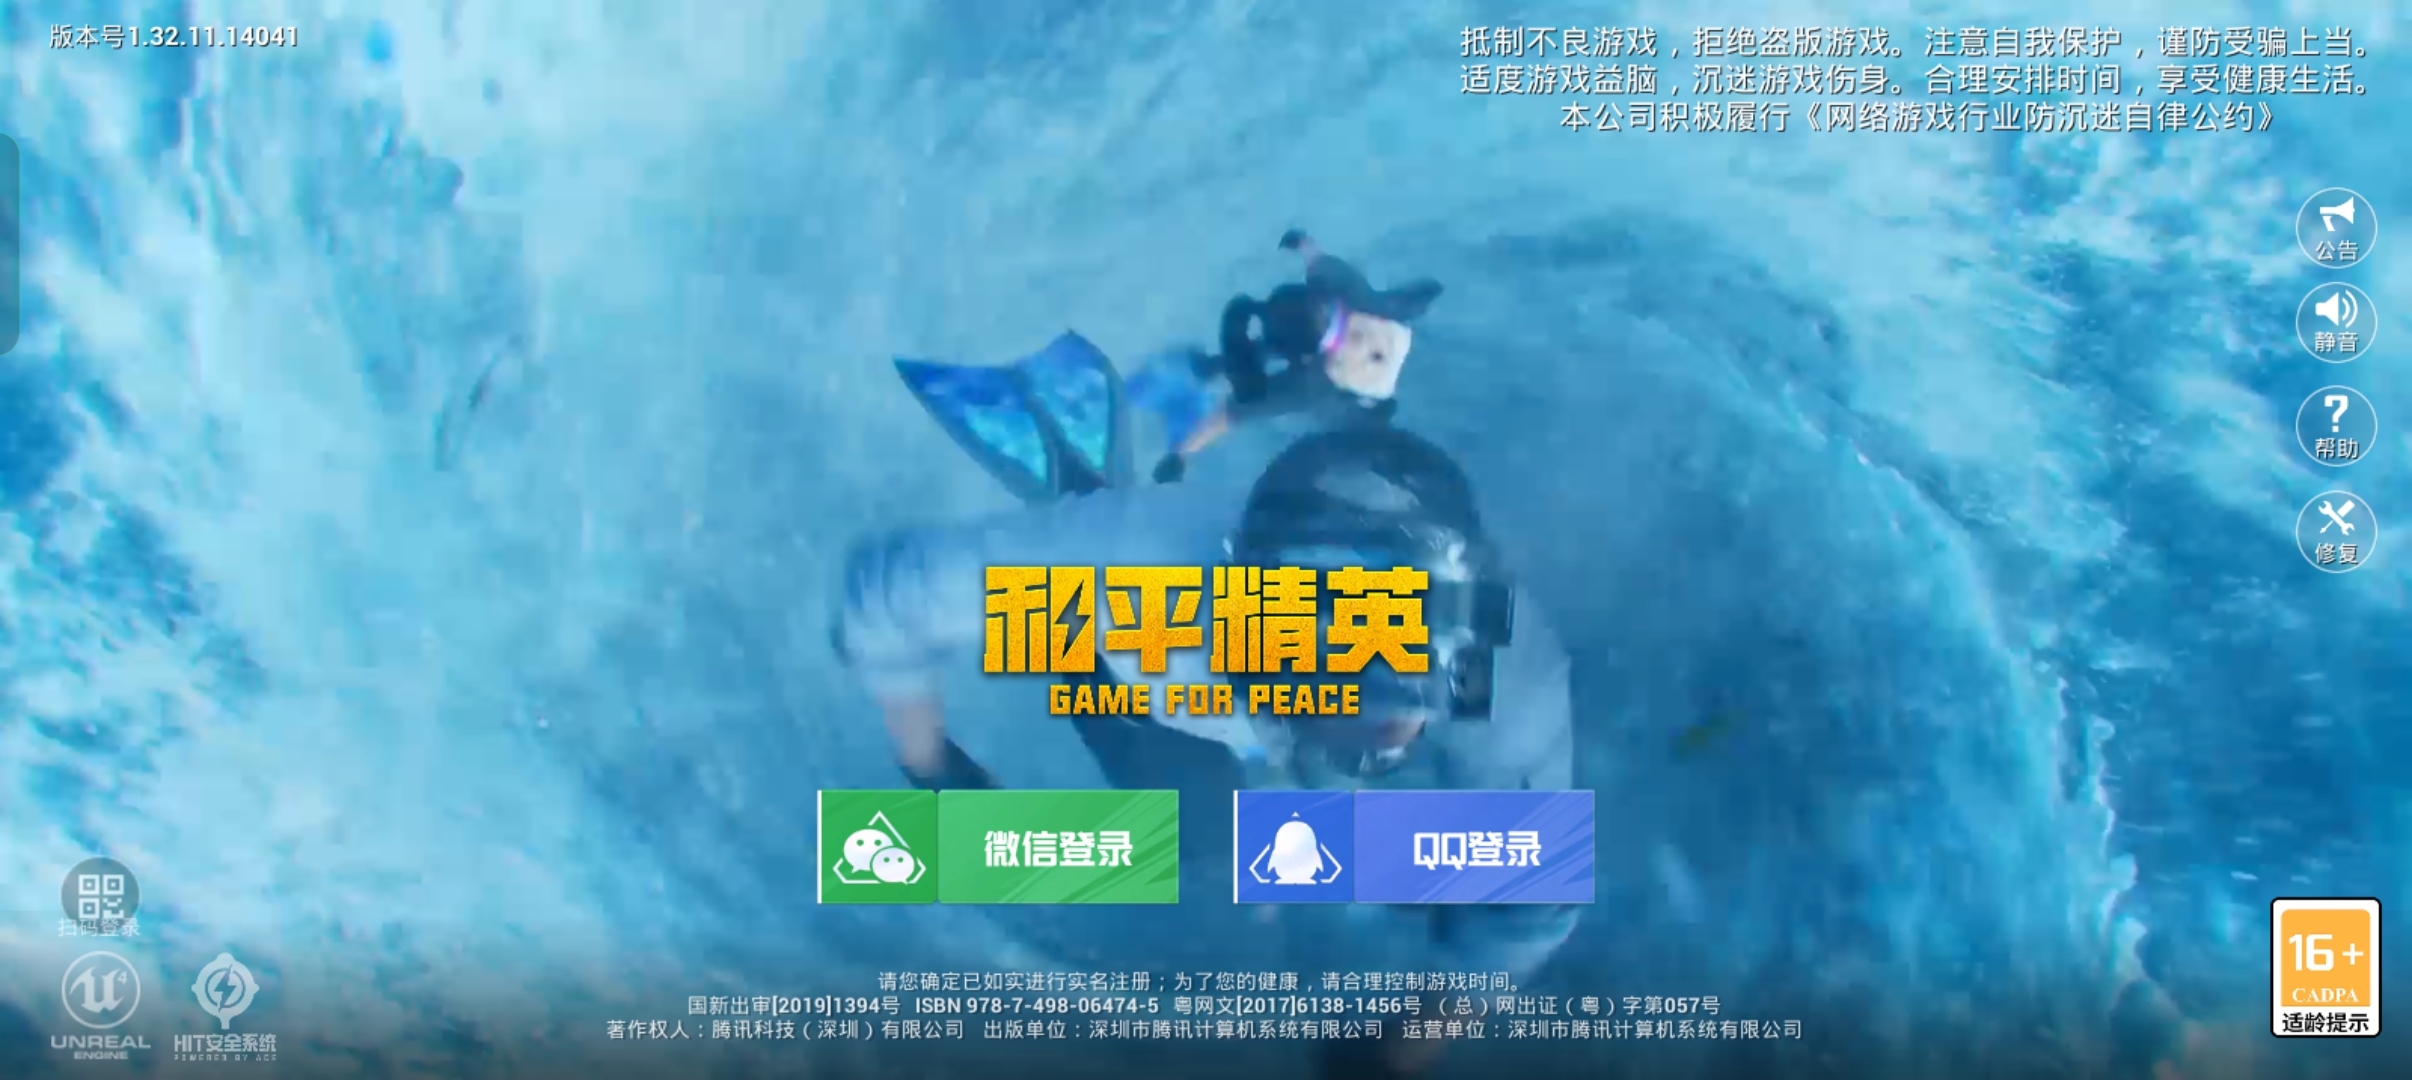 版本号1.32.11.14041
抵制不良游戏，拒绝盗版游戏。注意自我保护，谨防受骗上当。
适度游戏益脑，沉迷游戏伤身。合理安排时间，享受健康生活。
本公司积极履行《网络游戏行业防沉迷自律公约》
公告
静音
帮助
修复
和平精英
GAME FOR PEACE
微信登录
QQ登录
扫码登录
UNREAL
ENGINE
HIT安全系统
POWERED BY ACE
请您确定已如实进行实名注册；为了您的健康，请合理控制游戏时间。
国新出审[2019]1394号 ISBN 978-7-498-06474-5 粤网文[2017]6138-1456号 （总）网出证（粤）字第057号
著作权人：腾讯科技（深圳）有限公司 出版单位：深圳市腾讯计算机系统有限公司 运营单位：深圳市腾讯计算机系统有限公司
16+
CADPA
适龄提示